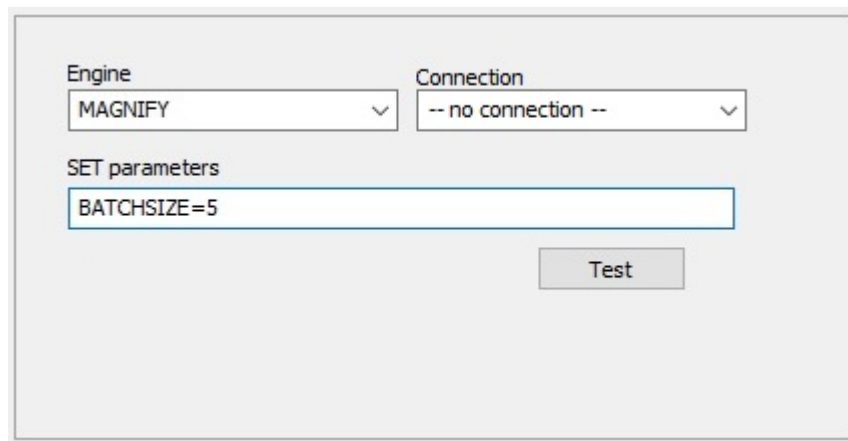 Engine
Connection
MAGNIFY
-- no connection --
SET parameters
BATCHSIZE=5
Test